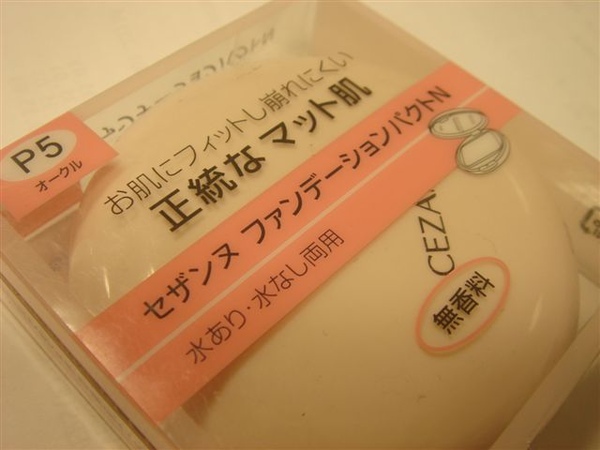 P5
オークル
お肌にフィットし崩れにくい
正統なマット肌
セザンヌ ファンデーションパクトN
水あり・水なし両用
CEZA
無香料